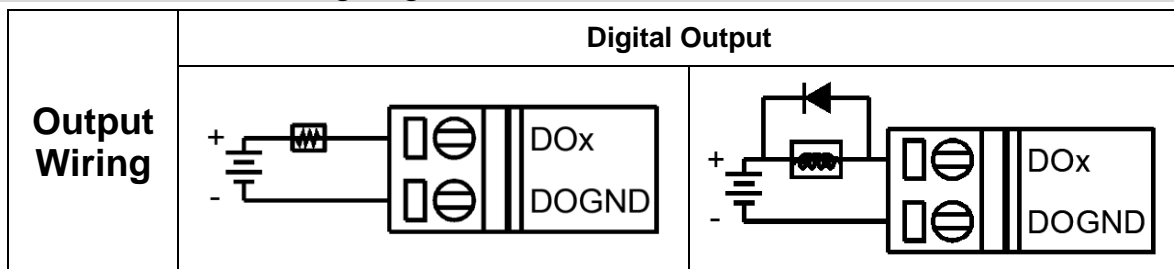 Digital Output
Output
Wiring
+
-
DOx
DOGND
+
-
DOx
DOGND